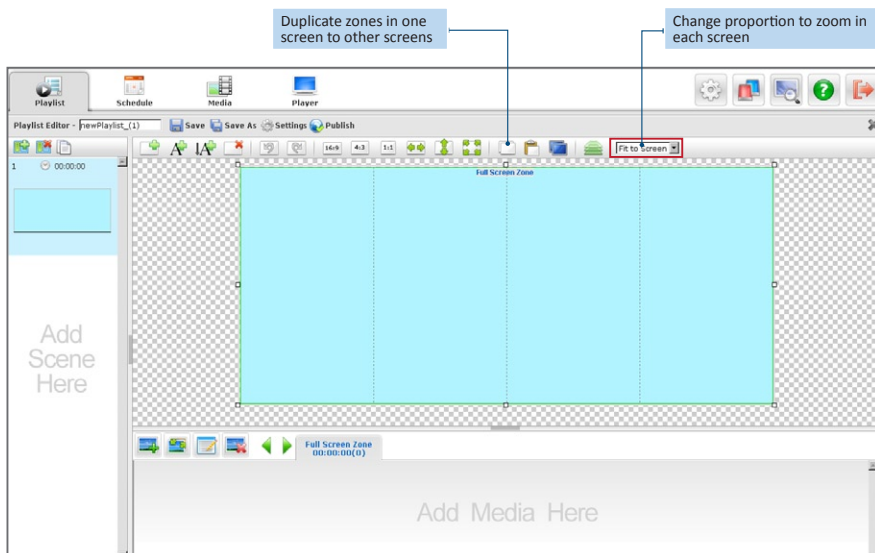 Duplicate zones in one
screen to other screens
Change proportion to zoom in
each screen
Playlist
Schedule
Media
Player
Playlist Editor - newPlaylist_(1)
Save
Save As
Settings
Publish
16:9
4:3
1:1
Fit to Screen
1
00:00:00
Full Screen Zone
Add
Scene
Here
Full Screen Zone
00:00:00(0)
Add Media Here